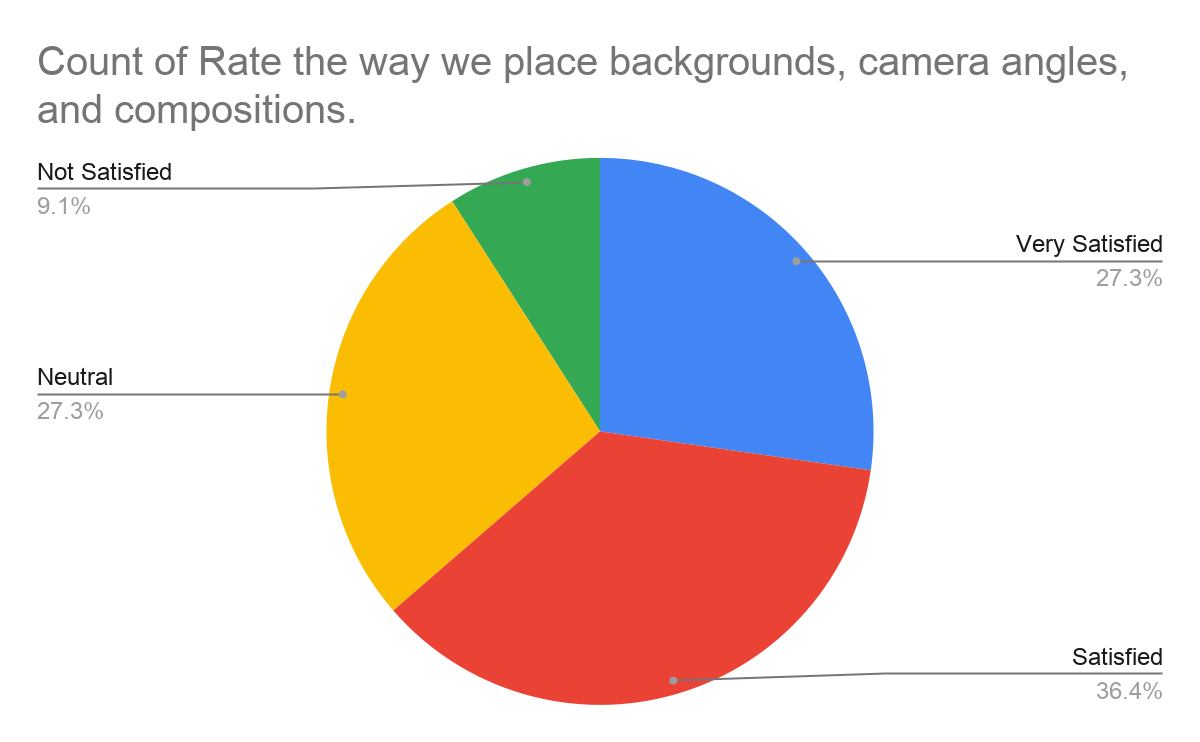 Count of Rate the way we place backgrounds, camera angles,
and compositions.
Not Satisfied
9.1%
Very Satisfied
27.3%
Neutral
27.3%
Satisfied
36.4%